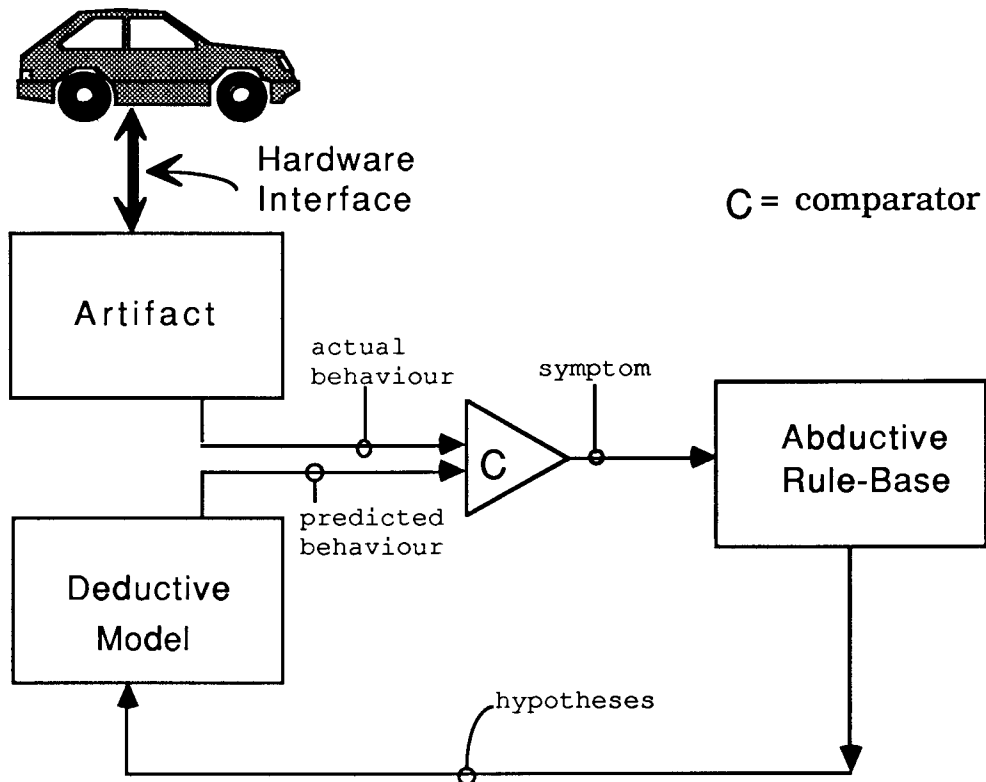 Hardware
Interface
C = comparator
Artifact
actual
behaviour
symptom
Abductive
Rule-Base
C
predicted
behaviour
Deductive
Model
hypotheses